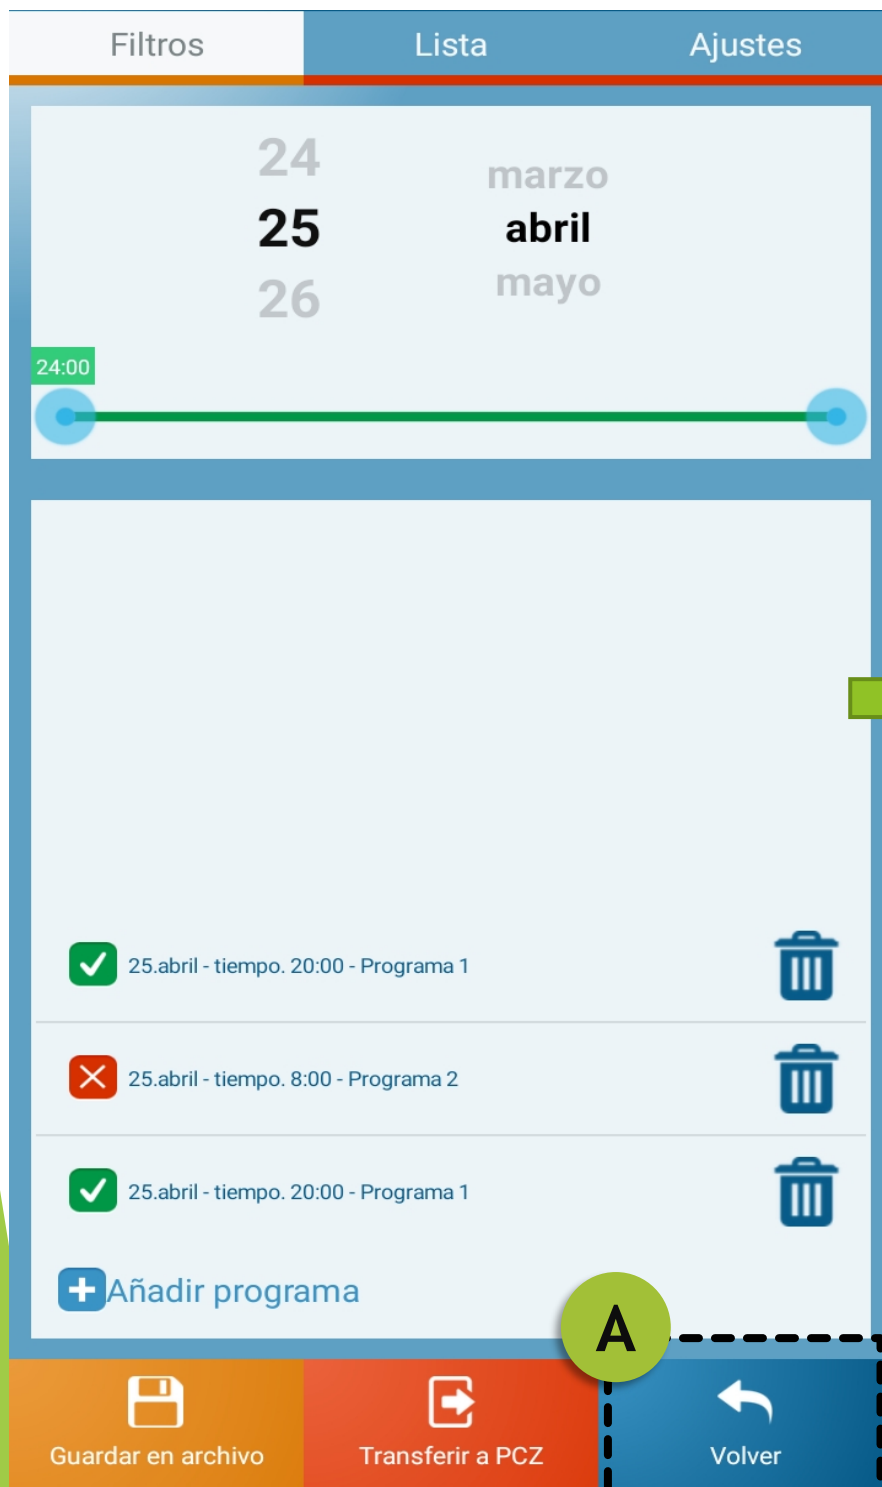 Filtros Lista Ajustes
24 marzo
25 abril
26 mayo
24:00
25.abril - tiempo. 20:00 - Programa 1
25.abril - tiempo. 8:00 - Programa 2
25.abril - tiempo. 20:00 - Programa 1
Añadir programa
A
Guardar en archivo Transferir a PCZ Volver